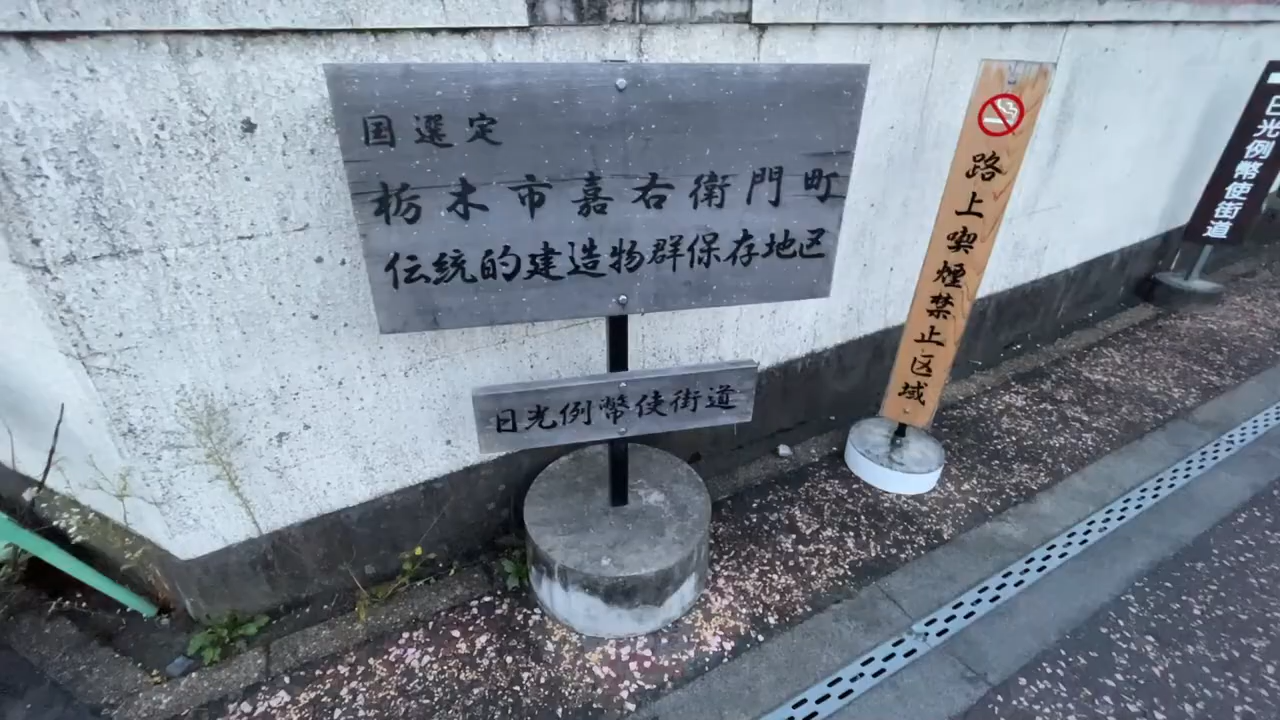 国選定
栃木市嘉右衛門町
伝統的建造物群保存地区
日光例幣使街道
路上喫煙禁止区域
日光例幣使街道